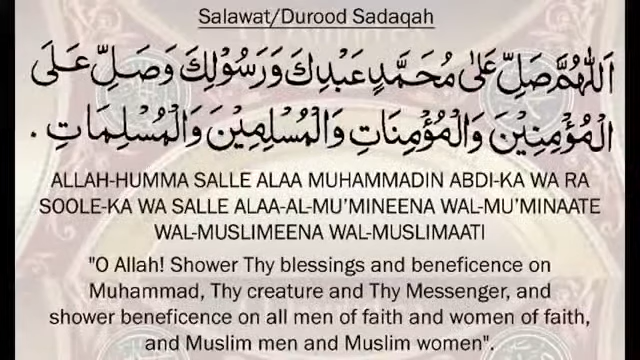 Salawat/Durood Sadaqah
اَللّٰهُمَّ صَلِّ عَلٰى مُحَمَّدٍ عَبْدِكَ وَرَسُوْلِكَ وَصَلِّ عَلَى
الْمُؤْمِنِيْنَ وَالْمُؤْمِنَاتِ وَالْمُسْلِمِيْنَ وَالْمُسْلِمَاتِ .
ALLAH-HUMMA SALLE ALAA MUHAMMADIN ABDI-KA WA RA
SOOLE-KA WA SALLE ALAA-AL-MU’MINEENA WAL-MU’MINAATE
WAL-MUSLIMEENA WAL-MUSLIMAATI
"O Allah! Shower Thy blessings and beneficence on
Muhammad, Thy creature and Thy Messenger, and
shower beneficence on all men of faith and women of faith,
and Muslim men and Muslim women".